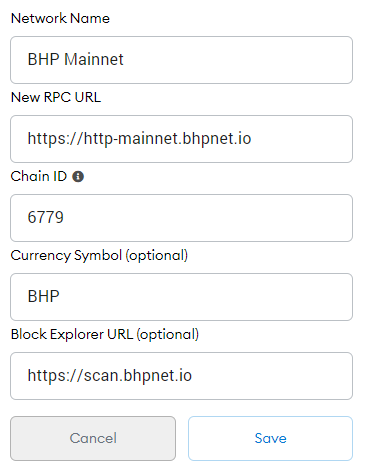 Network Name
BHP Mainnet
New RPC URL
https://http-mainnet.bhpnet.io
Chain ID
6779
Currency Symbol (optional)
BHP
Block Explorer URL (optional)
https://scan.bhpnet.io
Cancel Save